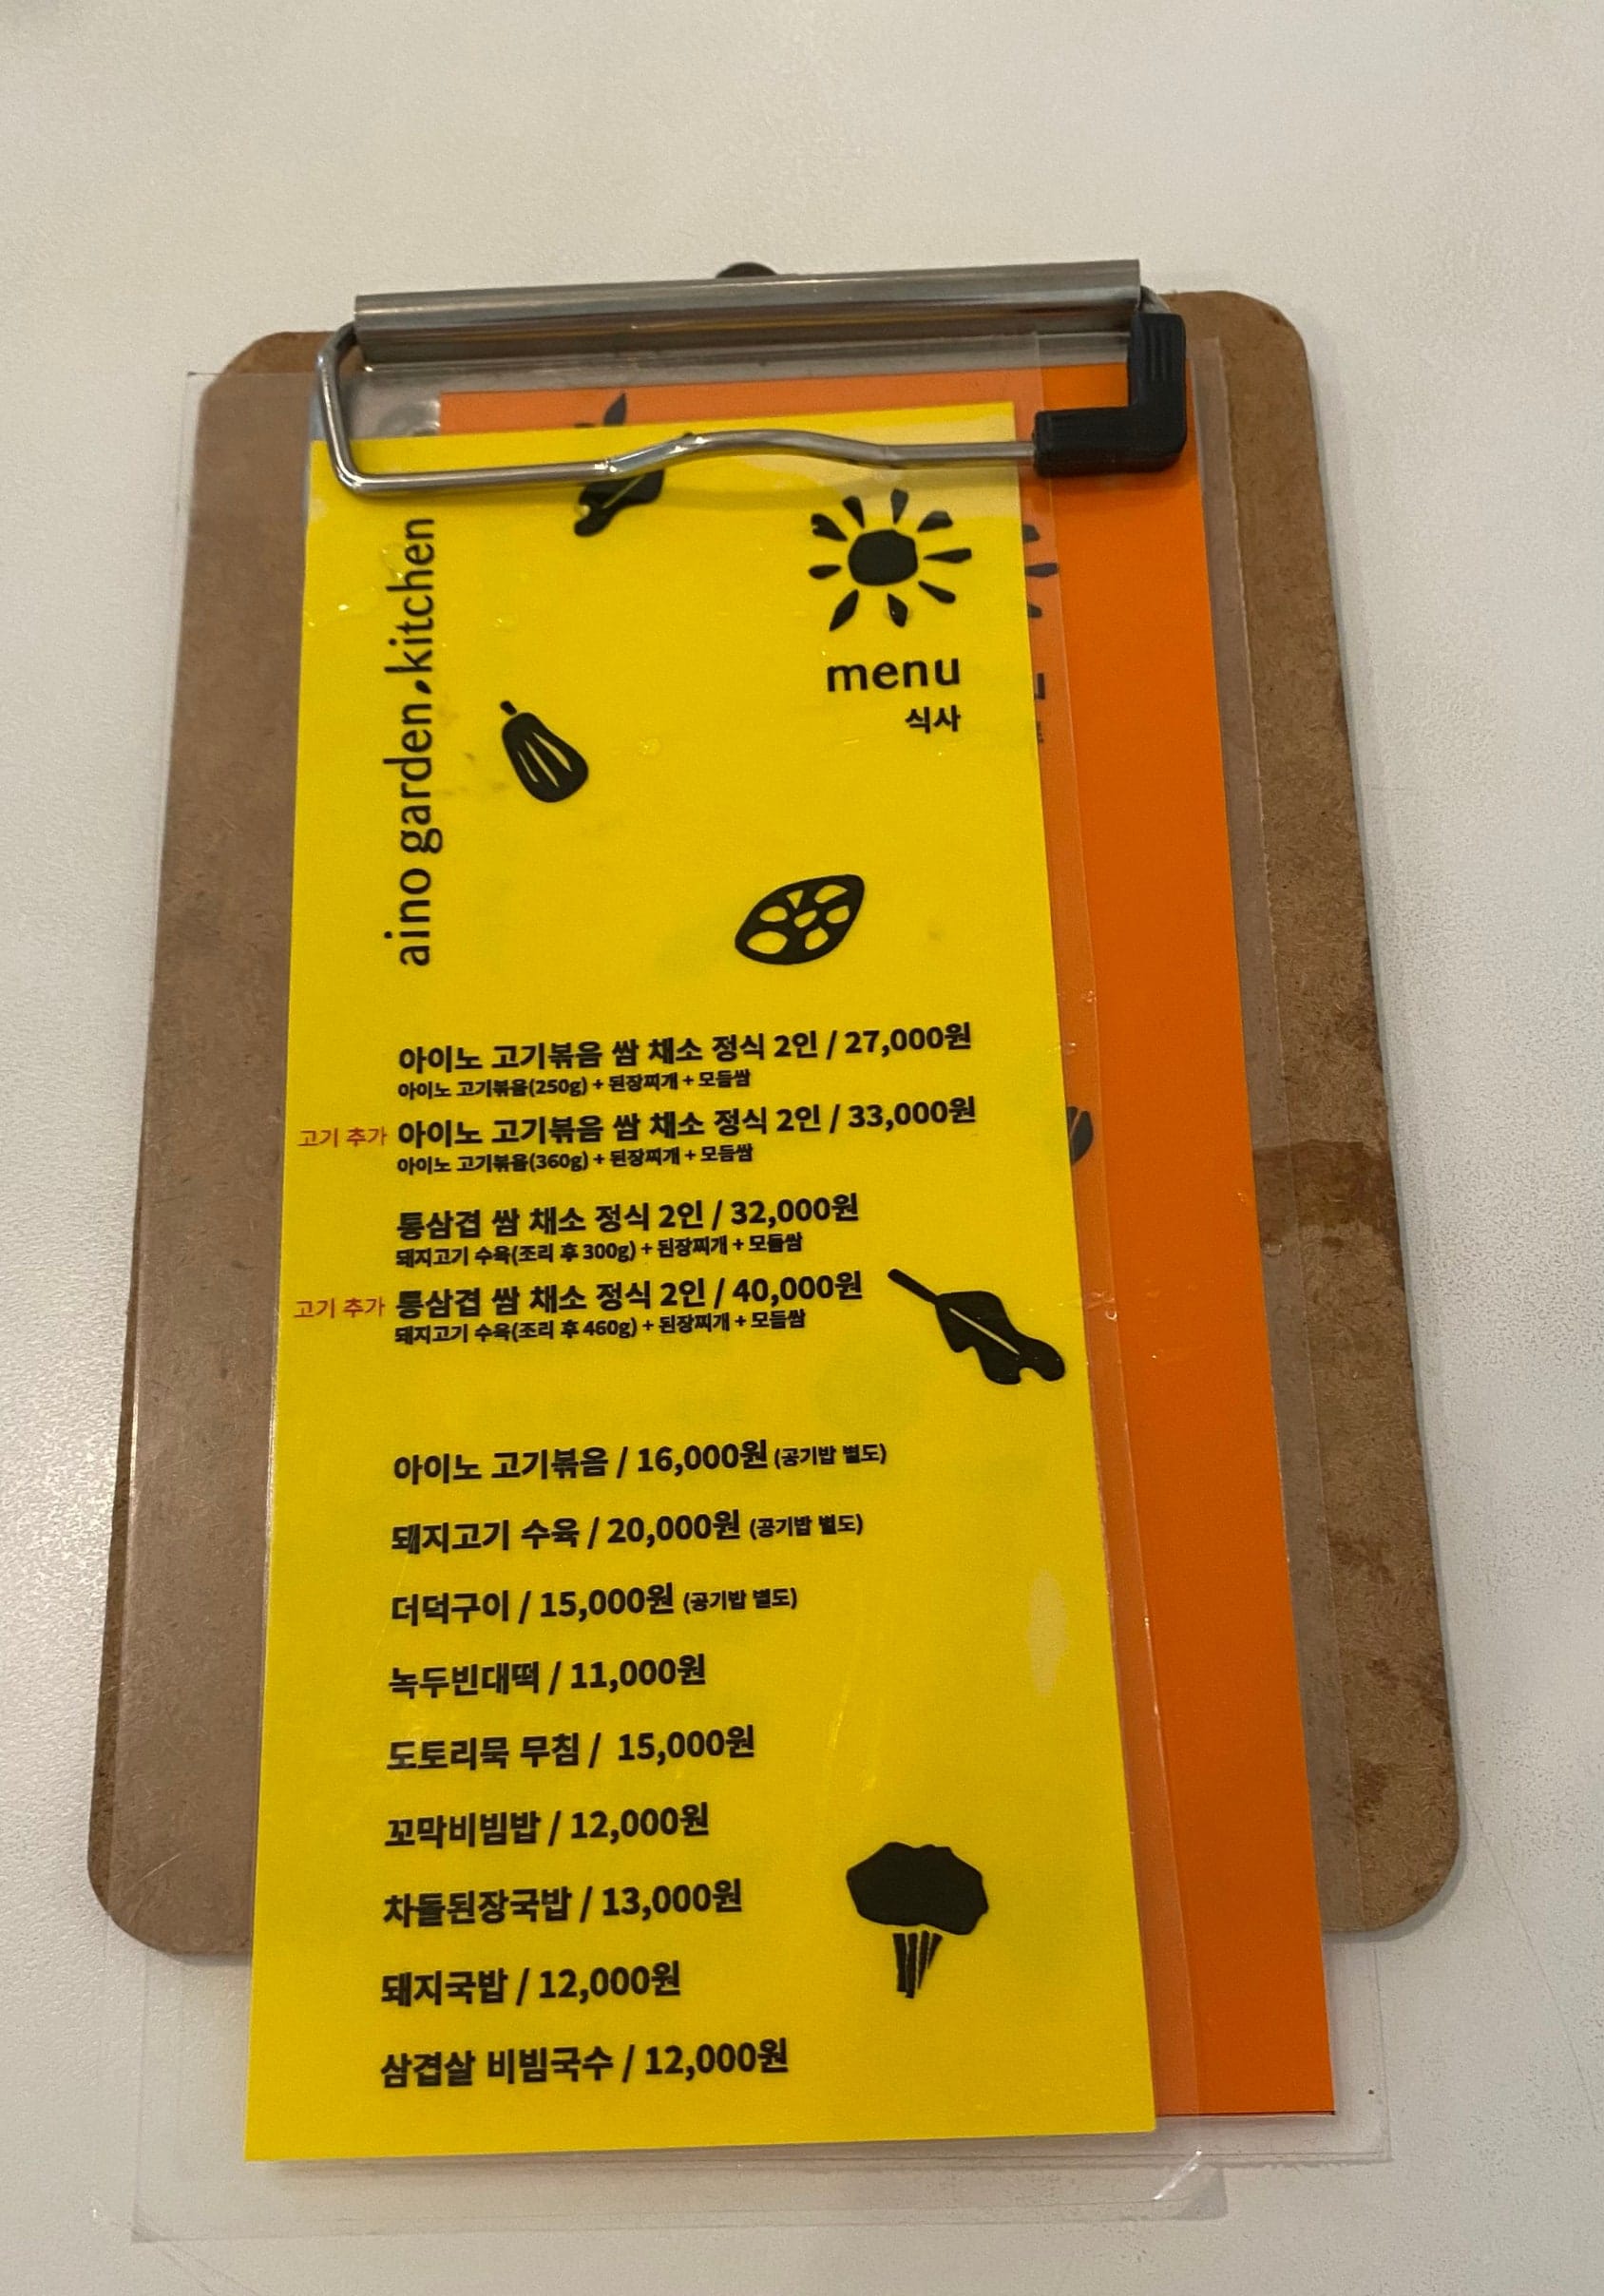 aino garden,kitchen
menu
식사
아이노 고기볶음 쌈 채소 정식 2인 / 27,000원
아이노 고기볶음(250g) + 된장찌개 + 모듬쌈
고기 추가 아이노 고기볶음 쌈 채소 정식 2인 / 33,000원
아이노 고기볶음(360g) + 된장찌개 + 모듬쌈
통삼겹 쌈 채소 정식 2인 / 32,000원
돼지고기 수육(조리 후 300g) + 된장찌개 + 모듬쌈
고기 추가 통삼겹 쌈 채소 정식 2인 / 40,000원
돼지고기 수육(조리 후 460g) + 된장찌개 + 모듬쌈
아이노 고기볶음 / 16,000원 (공기밥 별도)
돼지고기 수육 / 20,000원 (공기밥 별도)
더덕구이 / 15,000원 (공기밥 별도)
녹두빈대떡 / 11,000원
도토리묵 무침 / 15,000원
꼬막비빔밥 / 12,000원
차돌된장국밥 / 13,000원
돼지국밥 / 12,000원
삼겹살 비빔국수 / 12,000원